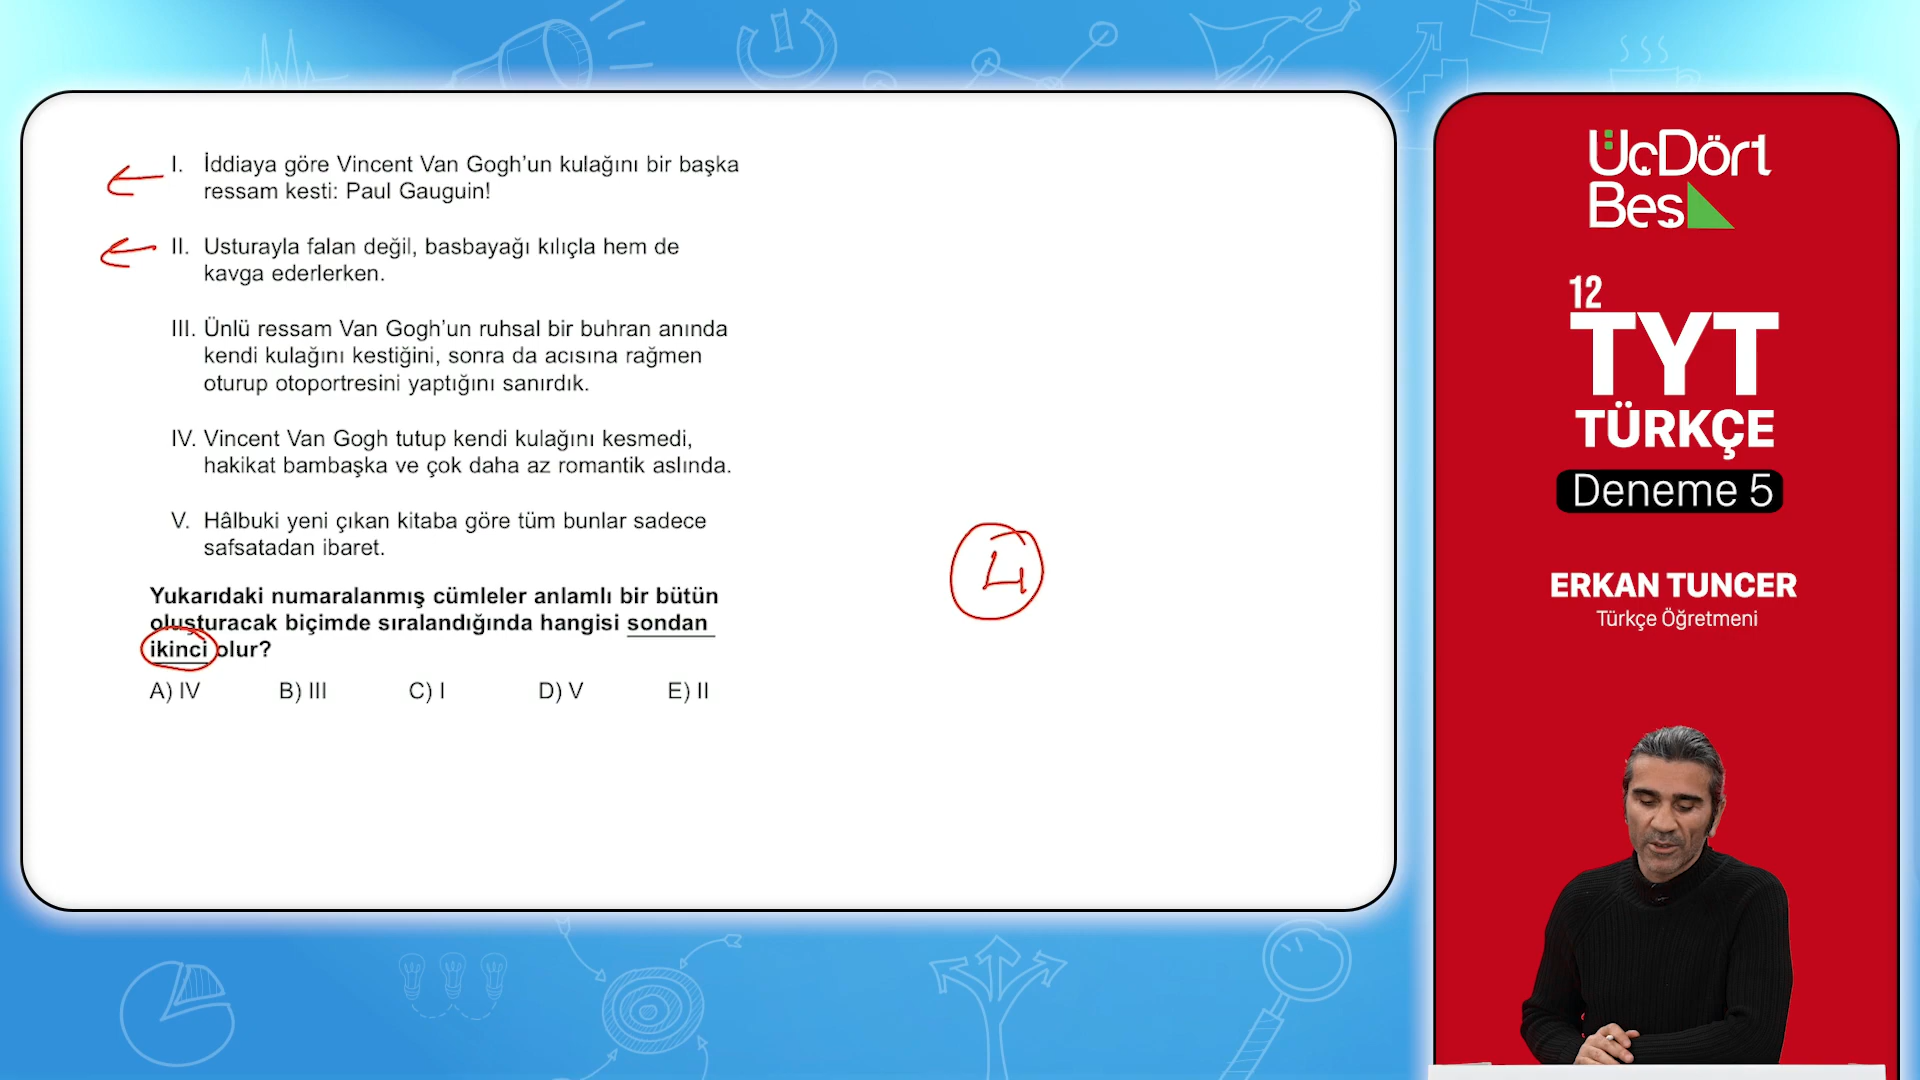 I. İddiaya göre Vincent Van Gogh’un kulağını bir başka
ressam kesti: Paul Gauguin!
II. Usturayla falan değil, basbayağı kılıçla hem de
kavga ederlerken.
III. Ünlü ressam Van Gogh’un ruhsal bir buhran anında
kendi kulağını kestiğini, sonra da acısına rağmen
oturup otoportresini yaptığını sanırdık.
IV. Vincent Van Gogh tutup kendi kulağını kesmedi,
hakikat bambaşka ve çok daha az romantik aslında.
V. Hâlbuki yeni çıkan kitaba göre tüm bunlar sadece
safsatadan ibaret.
Yukarıdaki numaralanmış cümleler anlamlı bir bütün
oluşturacak biçimde sıralandığında hangisi sondan
ikinci olur?
A) IV B) III C) I D) V E) II
4
ÜçDört
Beş
12
TYT
TÜRKÇE
Deneme 5
ERKAN TUNCER
Türkçe Öğretmeni